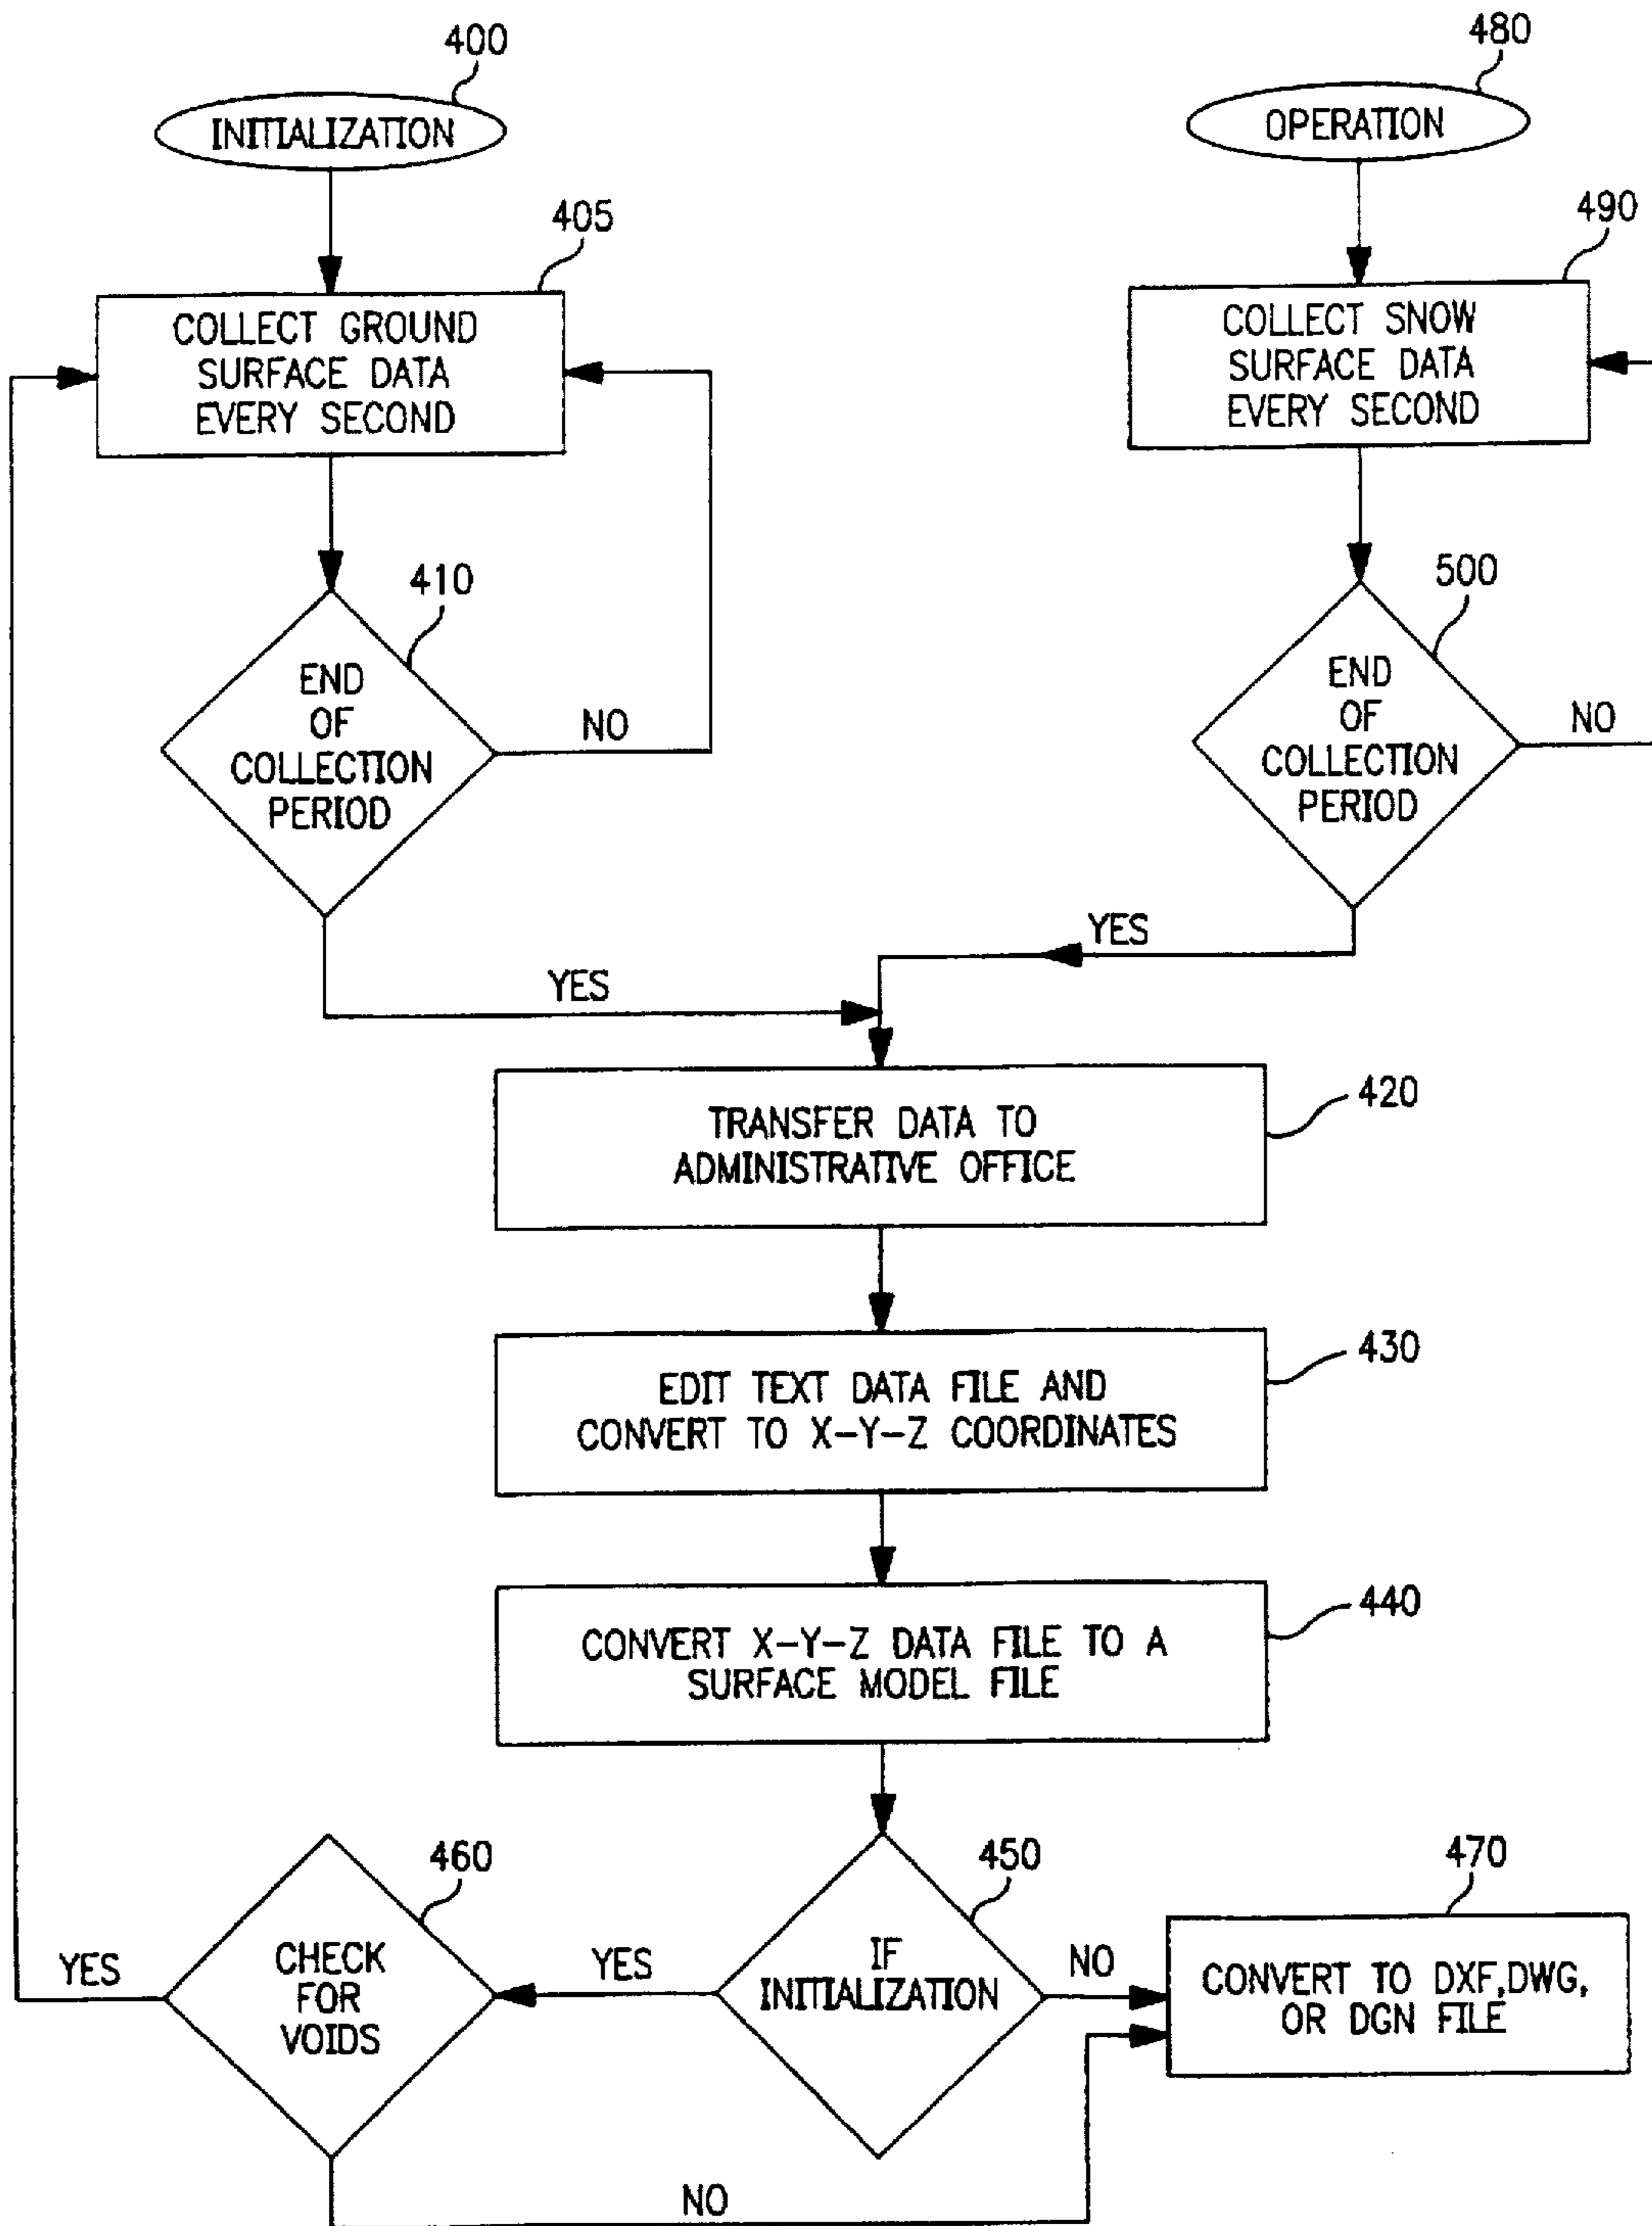 400
INITIALIZATION
480
OPERATION
405
COLLECT GROUND
SURFACE DATA
EVERY SECOND
490
COLLECT SNOW
SURFACE DATA
EVERY SECOND
410
END
OF
COLLECTION
PERIOD
NO
500
END
OF
COLLECTION
PERIOD
NO
YES
YES
TRANSFER DATA TO
ADMINISTRATIVE OFFICE
420
EDIT TEXT DATA FILE AND
CONVERT TO X-Y-Z COORDINATES
430
CONVERT X-Y-Z DATA FILE TO A
SURFACE MODEL FILE
440
460
CHECK
FOR
VOIDS
YES
YES
450
IF
INITIALIZATION
NO
470
CONVERT TO DXF,DWG,
OR DGN FILE
NO